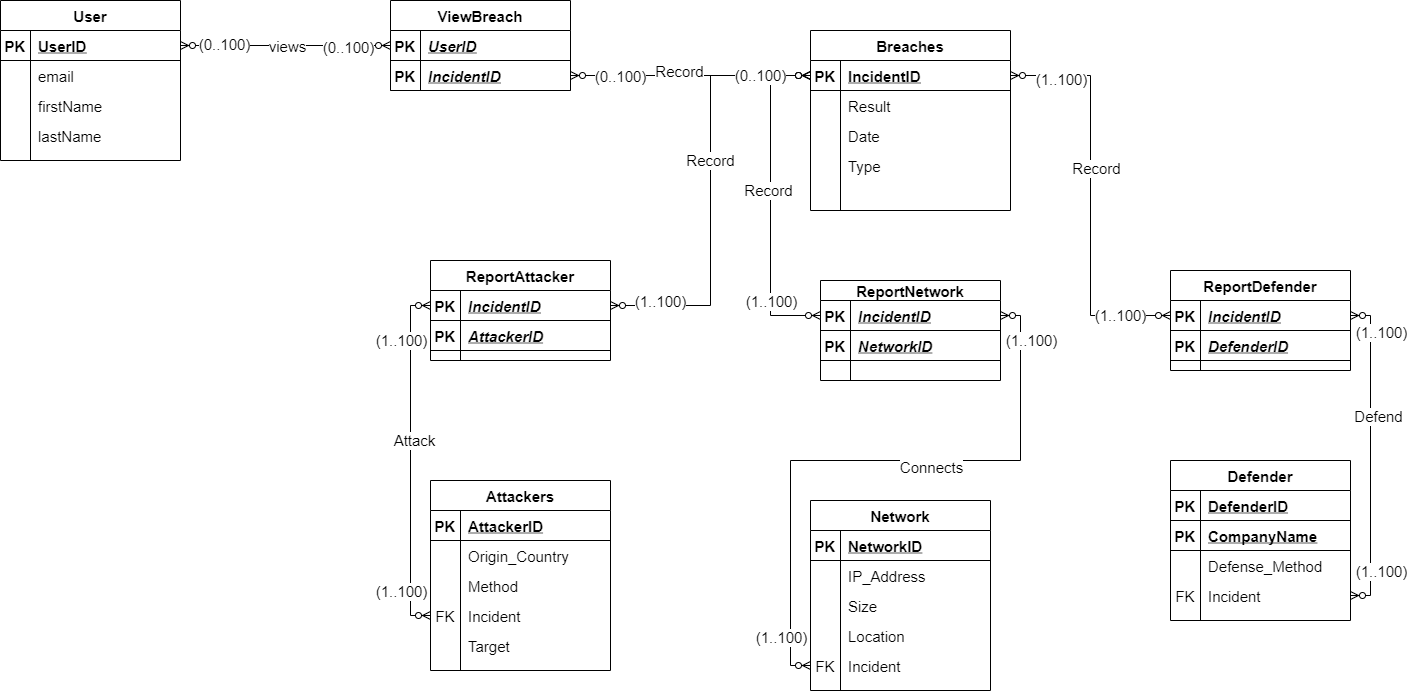 User
PK UserID
email
firstName
lastName
(0..100) views (0..100)
ViewBreach
PK UserID
PK IncidentID
(0..100) Record (0..100)
Breaches
PK IncidentID
Result
Date
Type
(1..100)
Record
(1..100)
Record
(1..100)
Record
(1..100)
ReportAttacker
PK IncidentID
PK AttackerID
(1..100)
Attack
(1..100)
ReportNetwork
PK IncidentID
PK NetworkID
(1..100)
Connects
(1..100)
ReportDefender
PK IncidentID
PK DefenderID
(1..100)
Defend
(1..100)
Attackers
PK AttackerID
Origin_Country
Method
FK Incident
Target
Network
PK NetworkID
IP_Address
Size
Location
FK Incident
Defender
PK DefenderID
PK CompanyName
Defense_Method
FK Incident